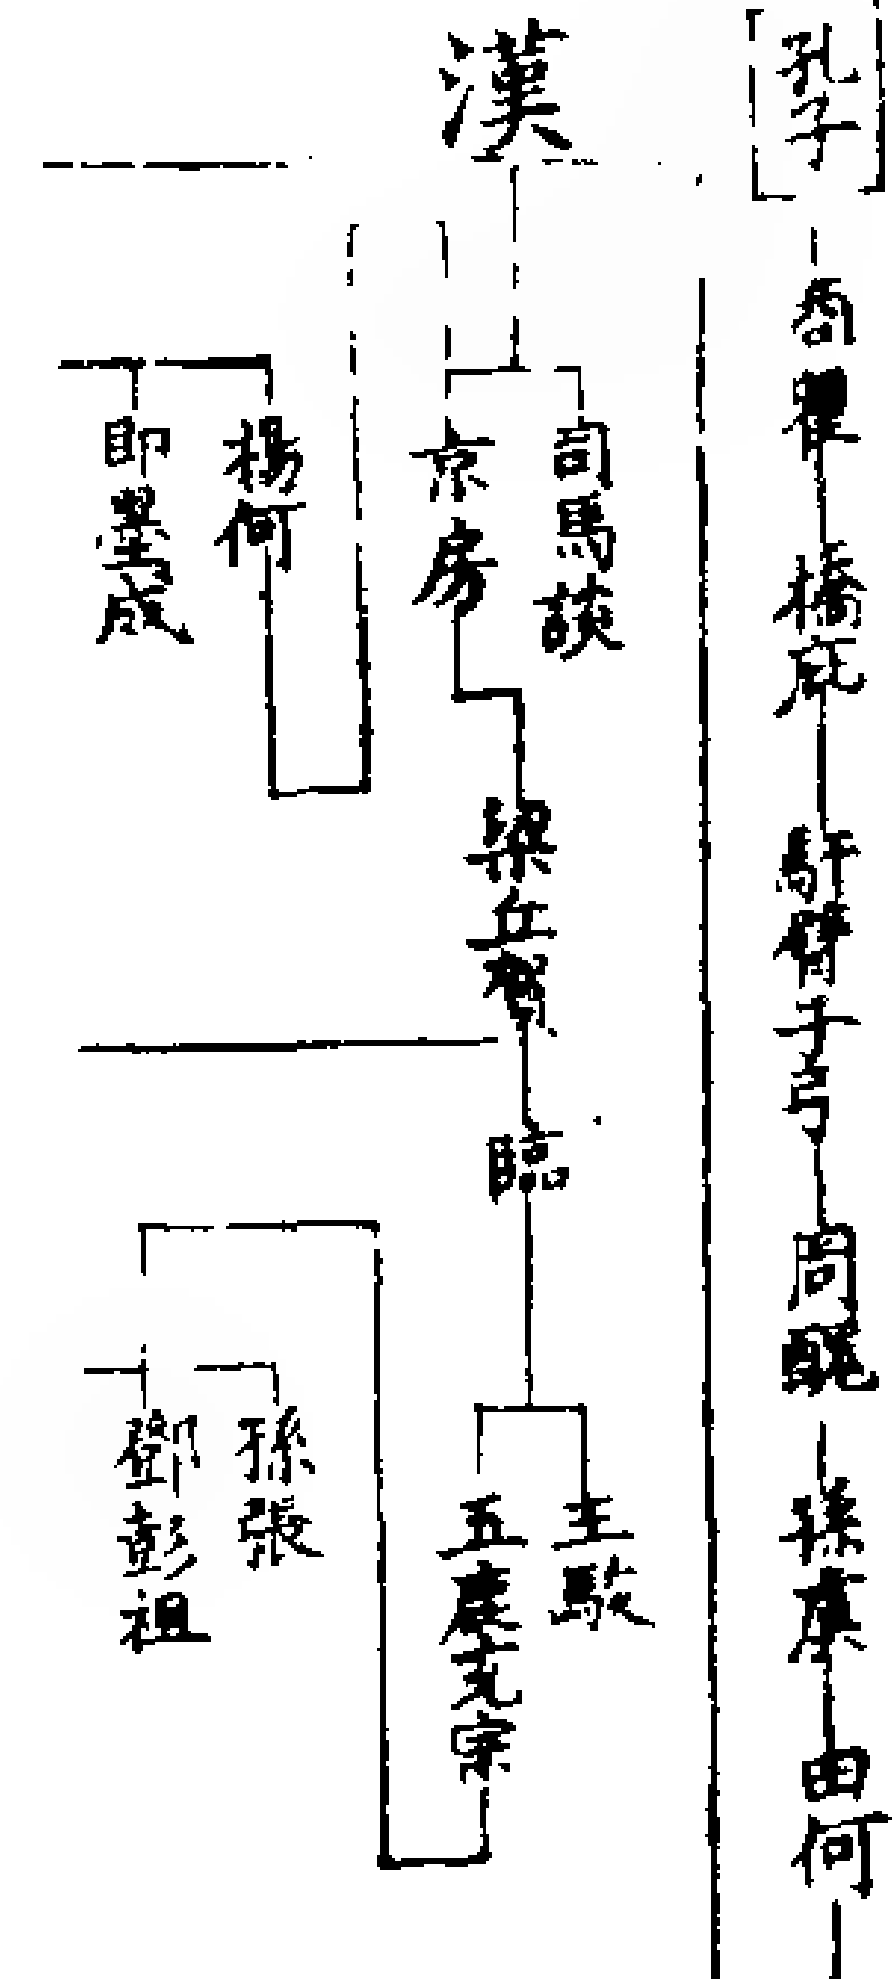 孔子
商瞿
橋庇
馯臂子弓
周醜
孫虞
田何
漢
司馬談
京房
梁丘賀
臨
王駿
五鹿充宗
楊何
即墨成
孫張
鄧彭祖